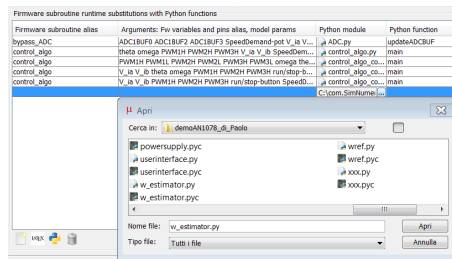 Firmware subroutine runtime
substitutions with Python functions
Firmware subroutine alias Arguments: Fw variables and pins alias, model params Python module Python function
bypass_ADC ADC1BUF0 ADC1BUF2 ADC1BUF3 SpeedDemand-pot V_ia V... ADC.py updateADCBUF
control_algo theta omega PWM1H PWM2H PWM3H V_ia V_ib SpeedDem... control_algo.py main
control_algo PWM1H PWM1L PWM2H PWM2L PWM3H PWM3L omega the... control_algo_co... main
control_algo V_ia V_ib theta omega PWM1H PWM2H PWM3H run/stop-b... control_algo_co... main
control_algo V_ia V_ib PWM1H PWM2H PWM3H run/stop-button SpeedD... control_algo_co... main
C:\com.SimNume ...
µ Apri
Cerca in: demoAN1078_di_Paolo
powersupply.pyc wref.py
userinterface.py wref.pyc
userinterface.pyc xxx.py
w_estimator.py xxx.pyc
w_estimator.pyc
Nome file: w_estimator.py Apri
Tipo file: Tutti i file Annulla